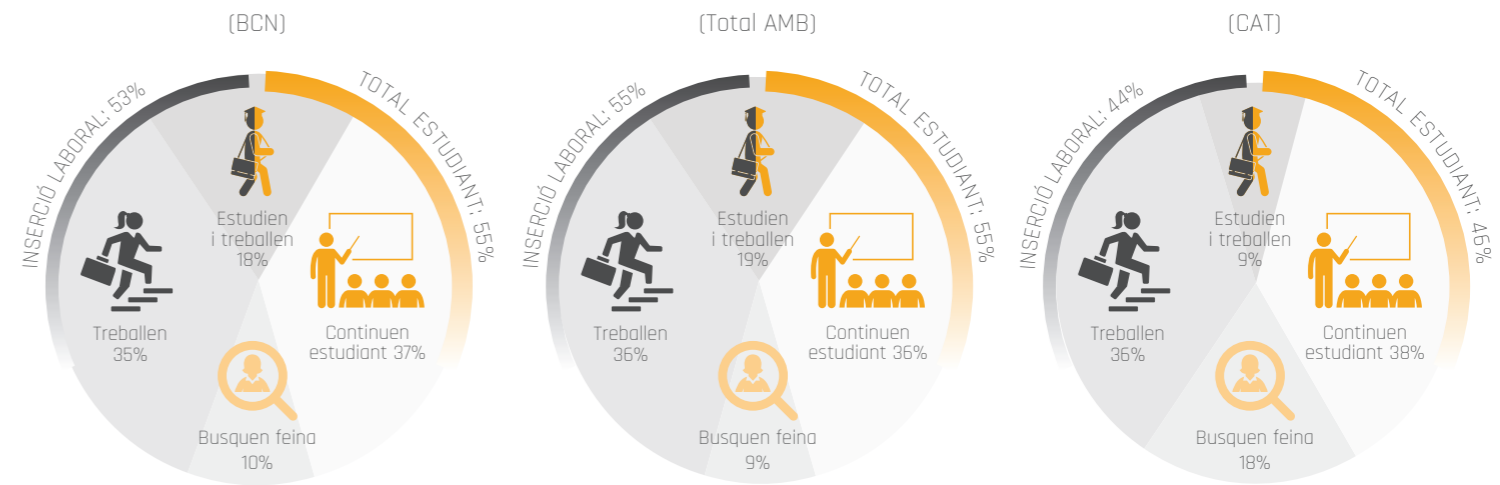 (BCN)
INSERCIÓ LABORAL: 53%
TOTAL ESTUDIANT: 55%
Estudien
i treballen
18%
Treballen
35%
Continuen
estudiant 37%
Busquen feina
10%
(Total AMB)
INSERCIÓ LABORAL: 55%
TOTAL ESTUDIANT: 55%
Estudien
i treballen
19%
Treballen
36%
Continuen
estudiant 36%
Busquen feina
9%
(CAT)
INSERCIÓ LABORAL: 44%
TOTAL ESTUDIANT: 46%
Estudien
i treballen
9%
Treballen
36%
Continuen
estudiant 38%
Busquen feina
18%